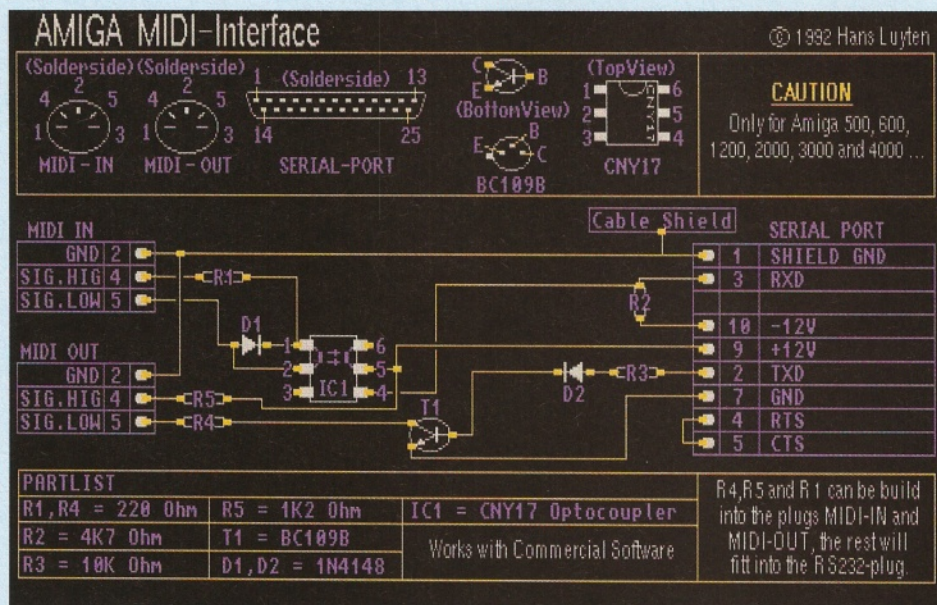 AMIGA MIDI-Interface
© 1992 Hans Luyten
(Solderside) (Solderside)
4 2 5
1 3
MIDI-IN
4 2 5
1 3
MIDI-OUT
1 (Solderside) 13
14 25
SERIAL-PORT
C
B
E
(BottomView)
B
E
C
BC109B
(TopView)
1 6
2 5
3 4
CNY17
CNY17
CAUTION
Only for Amiga 500, 600,
1200, 2000, 3000 and 4000 ...
MIDI IN
GND 2
SIG.HIG 4
SIG.LOW 5
MIDI OUT
GND 2
SIG.HIG 4
SIG.LOW 5
R1
D1
1 6
2 5
3 4
IC1
R5
R4
T1
Cable Shield
R2
D2
R3
SERIAL PORT
1 SHIELD GND
3 RXD
10 -12V
9 +12V
2 TXD
7 GND
4 RTS
5 CTS
PARTLIST
R1,R4 = 220 Ohm
R2 = 4K7 Ohm
R3 = 10K Ohm
R5 = 1K2 Ohm
T1 = BC109B
D1,D2 = 1N4148
IC1 = CNY17 Optocoupler
Works with Commercial Software
R4,R5 and R1 can be build
into the plugs MIDI-IN and
MIDI-OUT, the rest will
fitt into the RS232-plug.